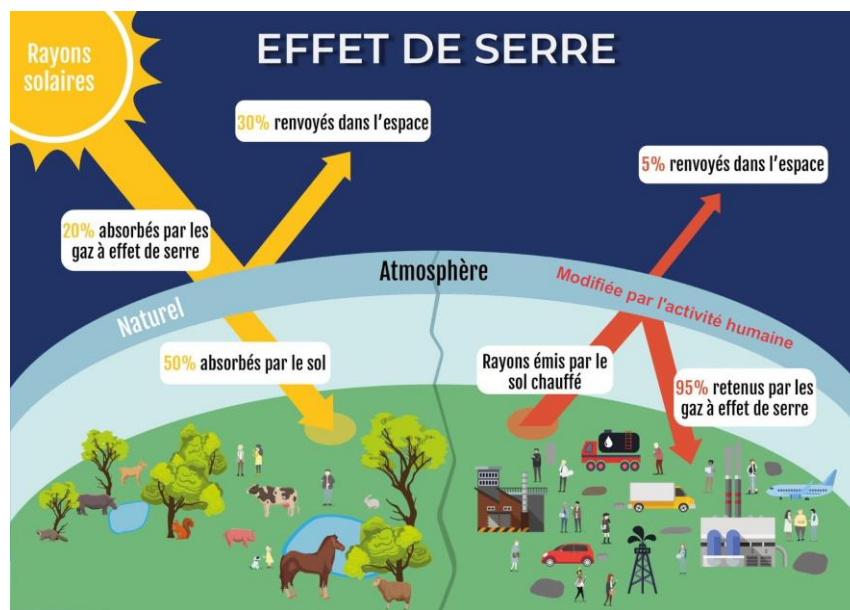 EFFET DE SERRE
Rayons
solaires
30% renvoyés dans l'espace
5% renvoyés dans l'espace
20% absorbés par les
gaz à effet de serre
Atmosphère
Naturel
Modifiée par l'activité humaine
50% absorbés par le sol
Rayons émis par le
sol chauffé
95% retenus par les
gaz à effet de serre